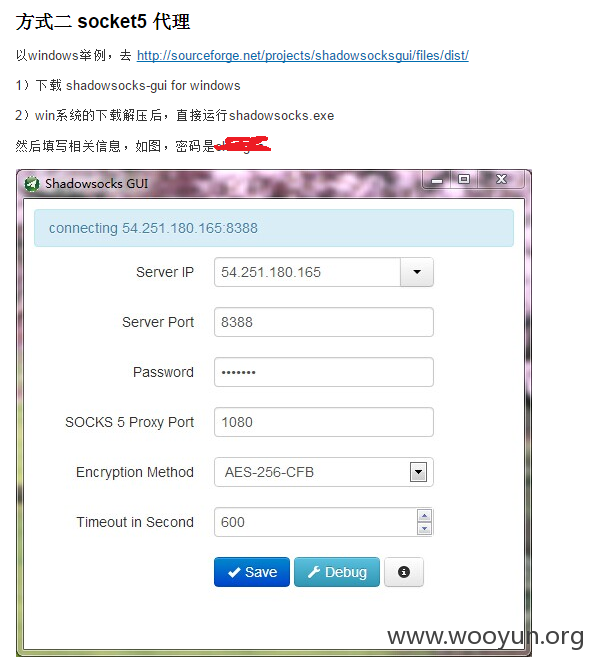 方式二 socket5 代理
以windows举例，去 http://sourceforge.net/projects/shadowsocksgui/files/dist/
1）下载 shadowsocks-gui for windows
2）win系统的下载解压后，直接运行shadowsocks.exe
然后填写相关信息，如图，密码是
Shadowsocks GUI
connecting 54.251.180.165:8388
Server IP 54.251.180.165
Server Port 8388
Password •••••••
SOCKS 5 Proxy Port 1080
Encryption Method AES-256-CFB
Timeout in Second 600
Save Debug
www.wooyun.org